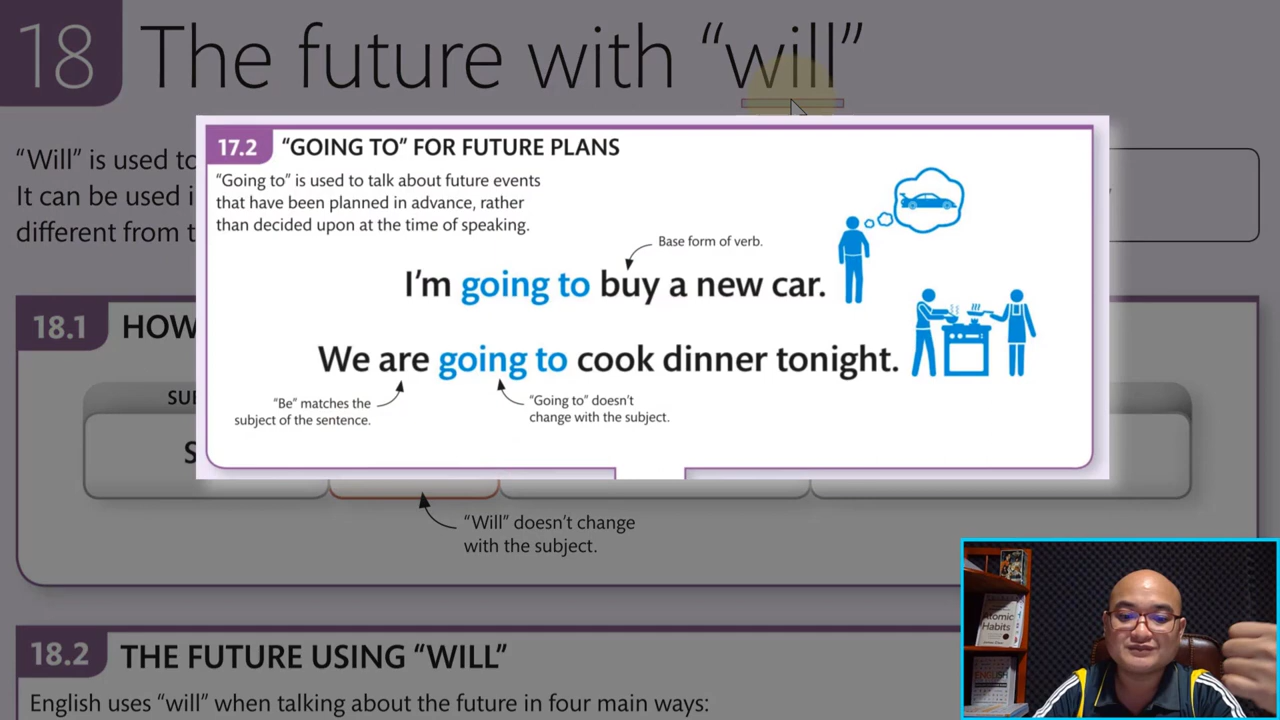 18 The future with “will”
“Will” is used to
It can be used i
different from t
17.2 “GOING TO” FOR FUTURE PLANS
“Going to” is used to talk about future events
that have been planned in advance, rather
than decided upon at the time of speaking.
Base form of verb.
I’m going to buy a new car.
We are going to cook dinner tonight.
“Be” matches the
subject of the sentence.
“Going to” doesn’t
change with the subject.
18.1 HOW
SU
S
“Will” doesn’t change
with the subject.
18.2 THE FUTURE USING “WILL”
English uses “will” when talking about the future in four main ways:
Atomic
Habits
ENGLISH